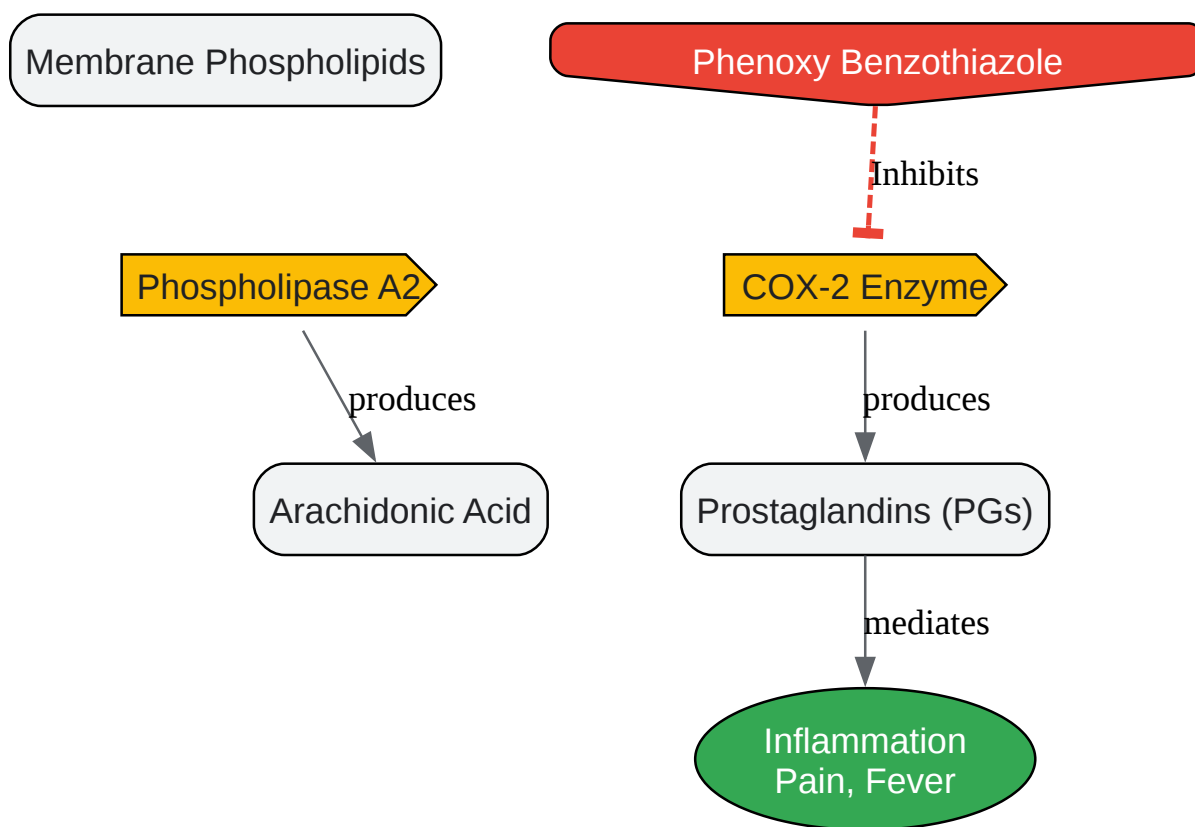 Membrane Phospholipids
Phenoxy Benzothiazole
Inhibits
Phospholipase A2
COX-2 Enzyme
produces
produces
Arachidonic Acid
Prostaglandins (PGs)
mediates
Inflammation
Pain, Fever